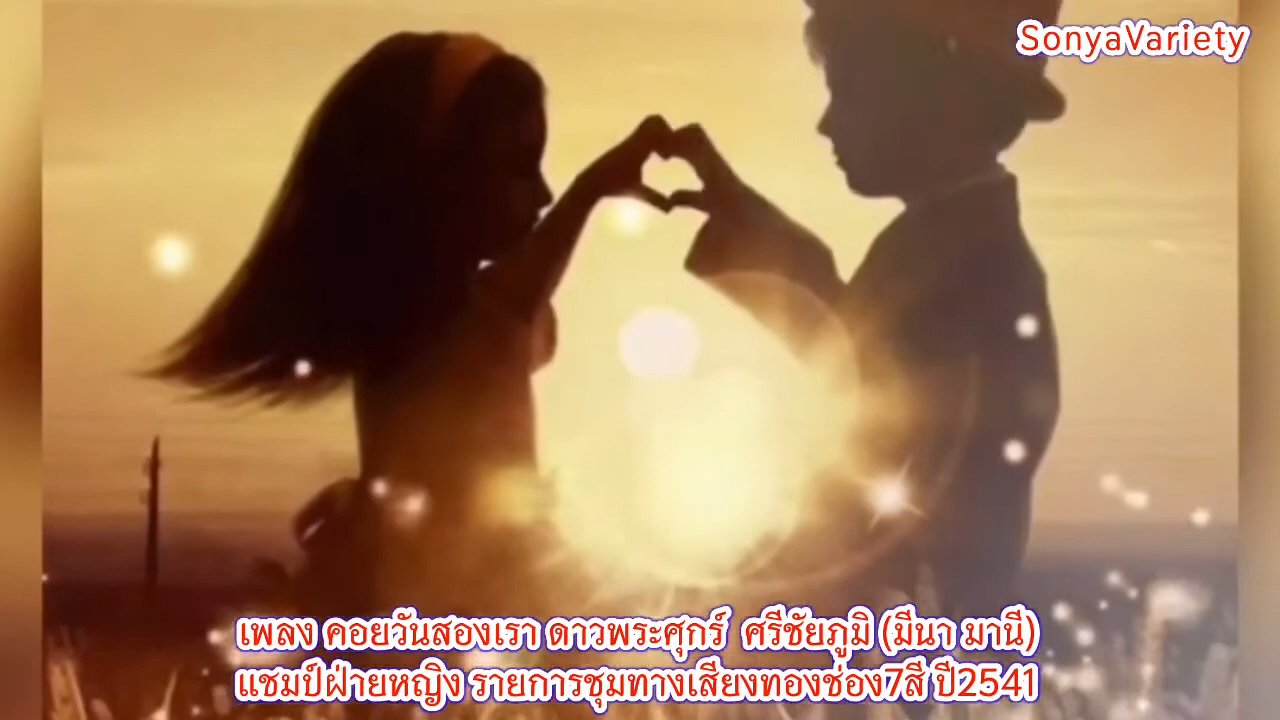 SonyaVariety
เพลง คอยวันสองเรา ดาวพระศุกร์ ศรีชัยภูมิ (มีนา มานี)
แชมป์ฝ่ายหญิง รายการชุมทางเสียงทองช่อง7สี ปี2541